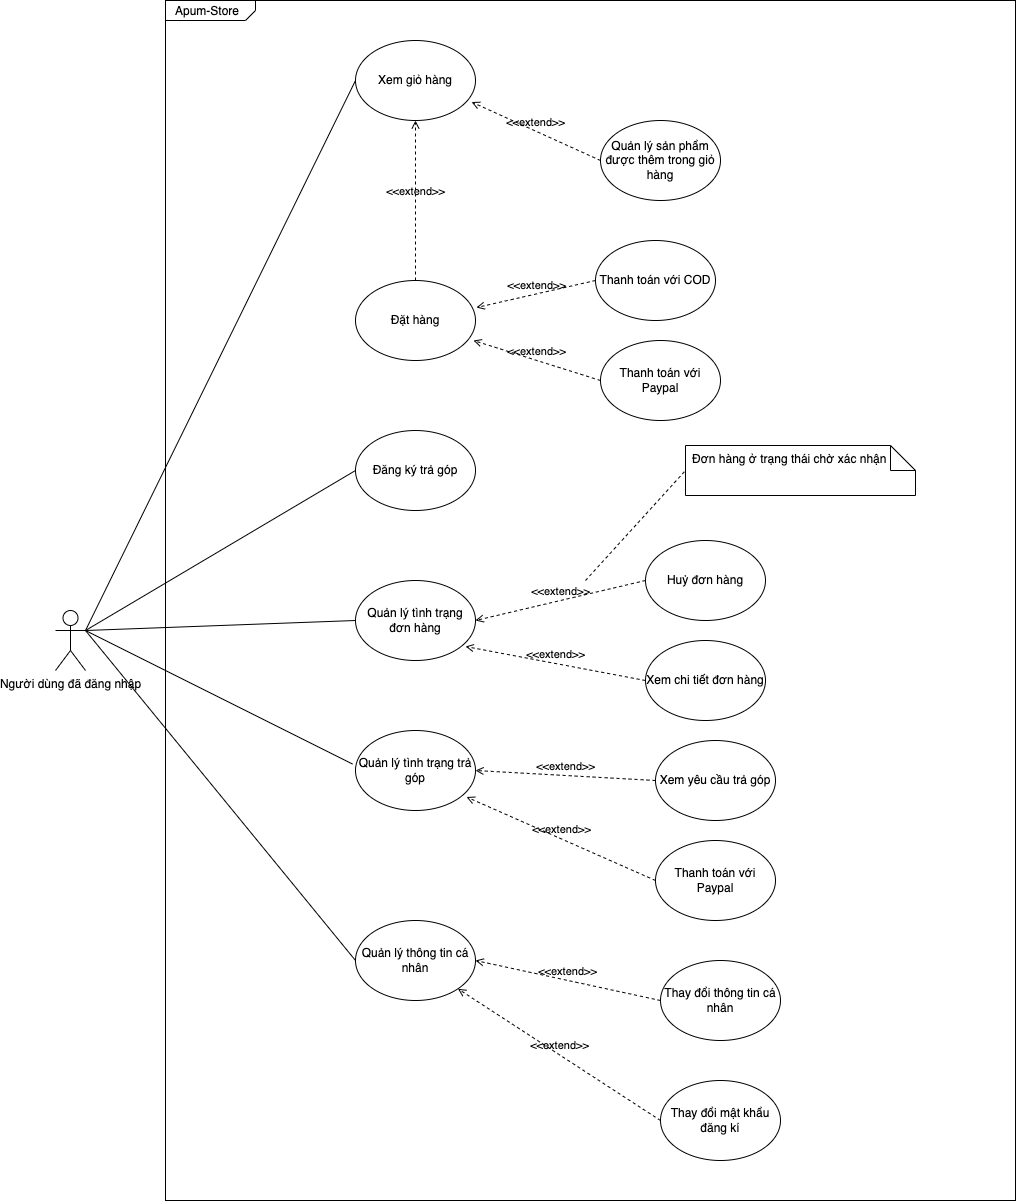 Apum-Store
Xem giỏ hàng
<<extend>>
Quản lý sản phẩm
được thêm trong giỏ
hàng
<<extend>>
Thanh toán với COD
<<extend>>
Đặt hàng
<<extend>>
Thanh toán với
Paypal
Đăng ký trả góp
Đơn hàng ở trạng thái chờ xác nhận
Huỷ đơn hàng
<<extend>>
Quản lý tình trạng
đơn hàng
<<extend>>
Xem chi tiết đơn hàng
Người dùng đã đăng nhập
Quản lý tình trạng trả
góp
<<extend>>
Xem yêu cầu trả góp
<<extend>>
Thanh toán với
Paypal
Quản lý thông tin cá
nhân
<<extend>>
Thay đổi thông tin cá
nhân
<<extend>>
Thay đổi mật khẩu
đăng kí